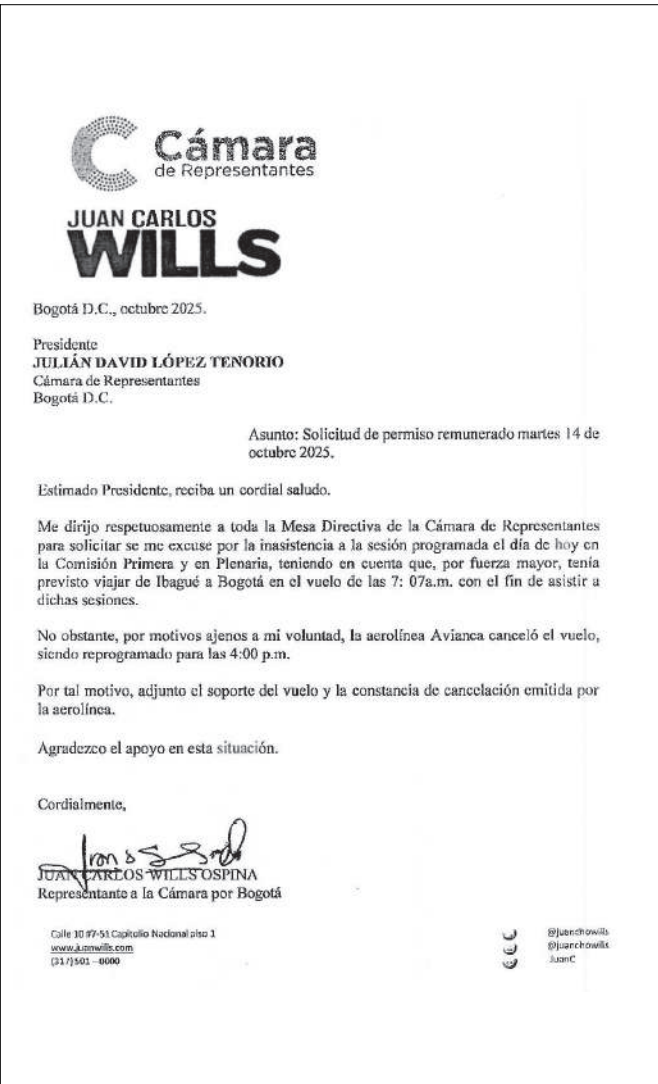 Cámara
de Representantes
JUAN CARLOS
WILLS
Bogotá D.C., octubre 2025.
Presidente
JULIÁN DAVID LÓPEZ TENORIO
Cámara de Representantes
Bogotá D.C.
Asunto: Solicitud de permiso remunerado martes 14 de
octubre 2025.
Estimado Presidente, reciba un cordial saludo.
Me dirijo respetuosamente a toda la Mesa Directiva de la Cámara de Representantes
para solicitar se me excuse por la inasistencia a la sesión programada el día de hoy en
la Comisión Primera y en Plenaria, teniendo en cuenta que, por fuerza mayor, tenía
previsto viajar de Ibagué a Bogotá en el vuelo de las 7: 07a.m. con el fin de asistir a
dichas sesiones.
No obstante, por motivos ajenos a mi voluntad, la aerolínea Avianca canceló el vuelo,
siendo reprogramado para las 4:00 p.m.
Por tal motivo, adjunto el soporte del vuelo y la constancia de cancelación emitida por
la aerolínea.
Agradezco el apoyo en esta situación.
Cordialmente,
JUAN CARLOS WILLS OSPINA
Representante a la Cámara por Bogotá
Calle 10 #7-51 Capitolio Nacional piso 1
www.juanwills.com
(317)501 -0000
@juanchowills
@juanchowills
JuanC